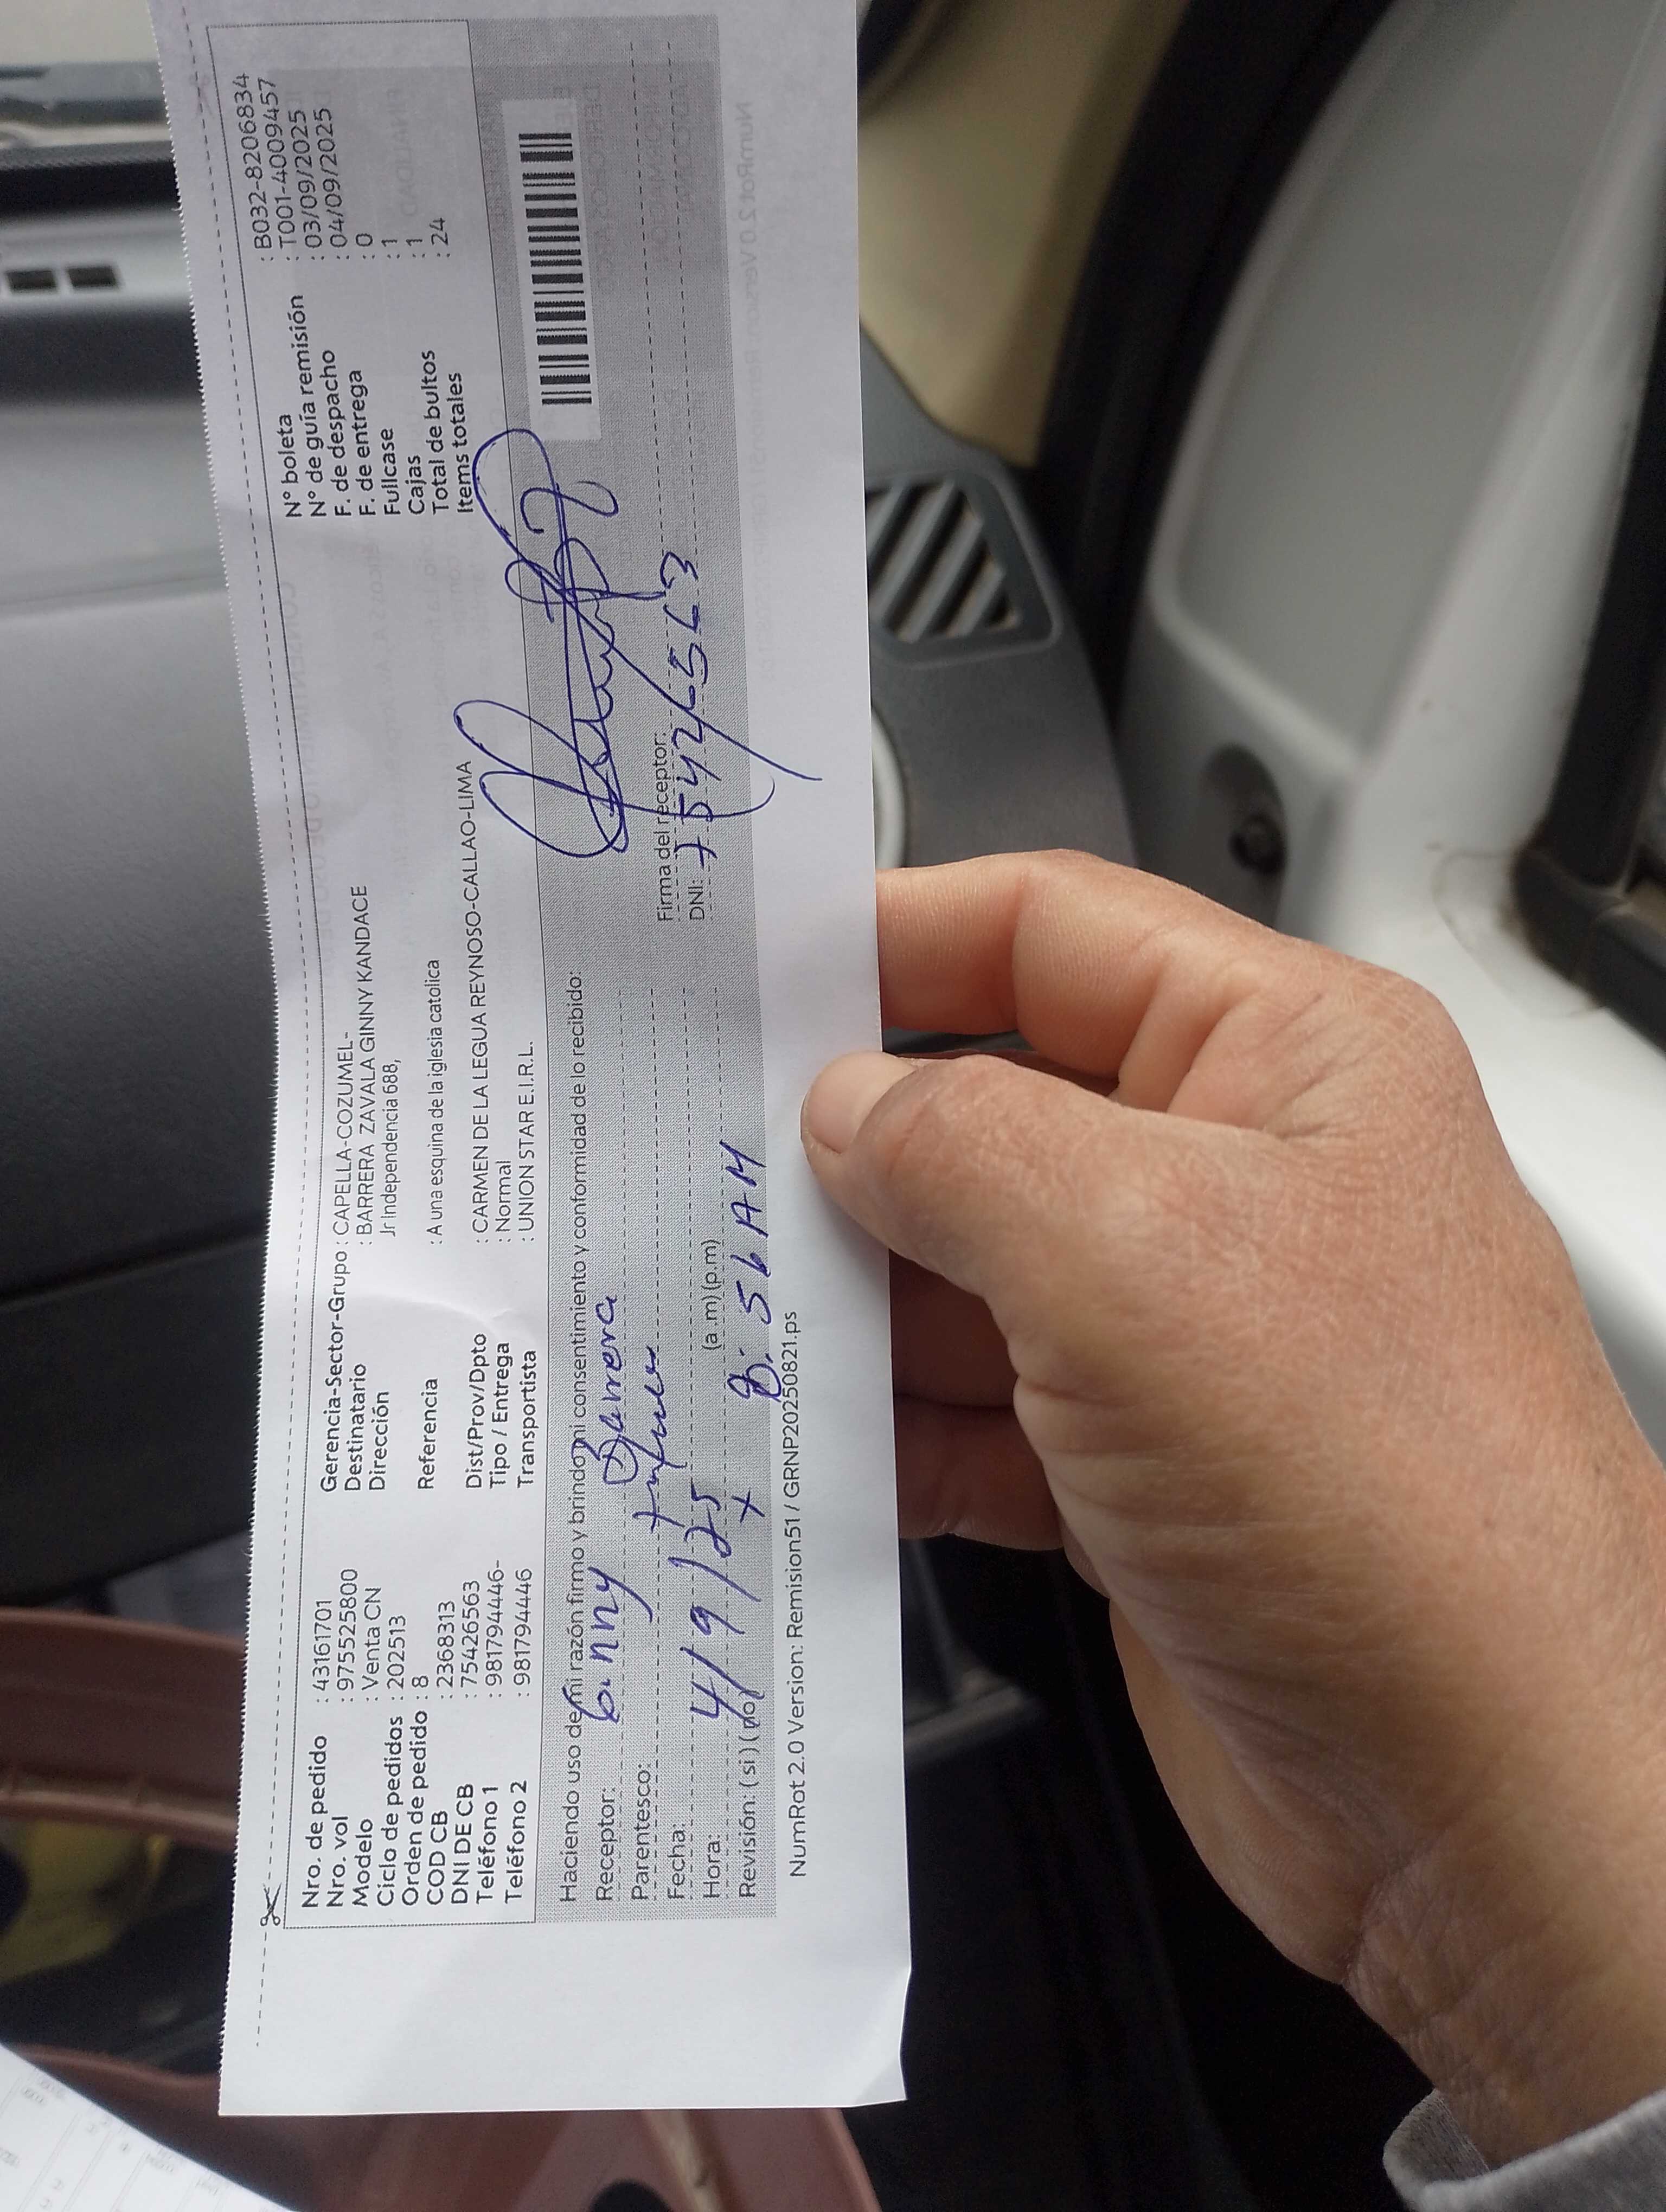 Nro. de pedido : 43161701
Nro. vol : 975525800
Modelo : Venta CN
Ciclo de pedidos : 202513
Orden de pedido : 8
COD CB : 2368313
DNI DE CB : 75426563
Teléfono 1 : 981794446-
Teléfono 2 : 981794446
Gerencia-Sector-Grupo : CAPELLA-COZUMEL-
Destinatario : BARRERA ZAVALA GINNY KANDACE
Dirección Jr Independencia 688,
Referencia : A una esquina de la iglesia catolica
Dist/Prov/Dpto : CARMEN DE LA LEGUA REYNOSO-CALLAO-LIMA
Tipo / Entrega : Normal
Transportista : UNION STAR E.I.R.L.
N° boleta : B032-8206834
N° de guía remisión : T001-4009457
F. de despacho : 03/09/2025
F. de entrega : 04/09/2025
Fullcase : 0
Cajas : 1
Total de bultos : 1
Items totales : 24
Haciendo uso de mi razón firmo y brindo mi consentimiento y conformidad de lo recibido:
Receptor: Ginny Barrera
Parentesco:
Fecha: 4/9/25
Hora: (a.m) (p.m) 8:56 AM
Revisión: (si) (no)
Firma del receptor:
DNI: 75426563
NumRot 2.0 Version: Remision51 / GRNP20250821.ps